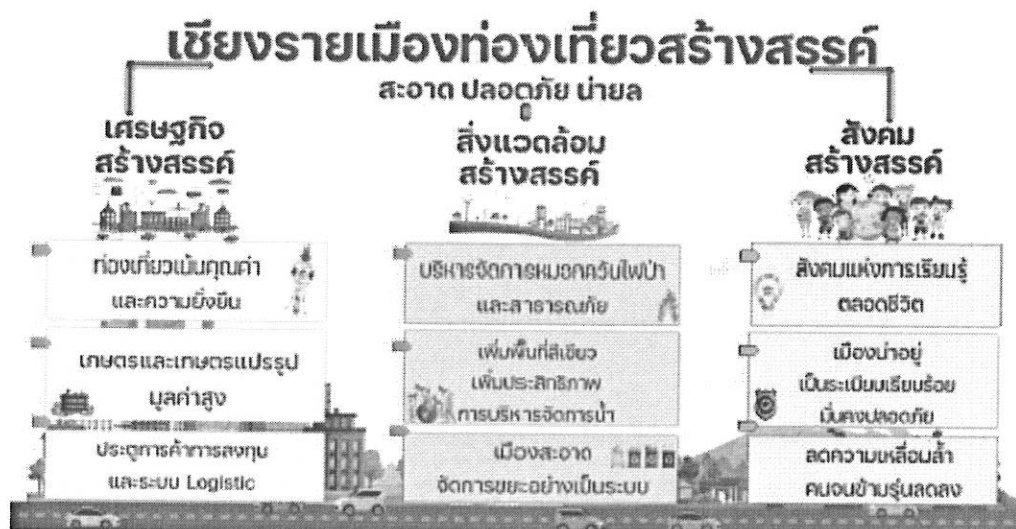 เชียงรายเมืองท่องเที่ยวสร้างสรรค์
สะอาด ปลอดภัย น่ายล
เศรษฐกิจ
สร้างสรรค์
ท่องเที่ยวเน้นคุณค่า
และความยั่งยืน
เกษตรและเกษตรแปรรูป
มูลค่าสูง
ประตูการค้าการลงทุน
และระบบ Logistic
สิ่งแวดล้อม
สร้างสรรค์
บริหารจัดการหมอกควันไฟป่า
และสาธารณภัย
เพิ่มพื้นที่สีเขียว
เพิ่มประสิทธิภาพ
การบริหารจัดการน้ำ
เมืองสะอาด
จัดการขยะอย่างเป็นระบบ
สังคม
สร้างสรรค์
สังคมแห่งการเรียนรู้
ตลอดชีวิต
เมืองน่าอยู่
เป็นระเบียบเรียบร้อย
มั่นคงปลอดภัย
ลดความเหลื่อมล้ำ
คนจนข้ามรุ่นลดลง